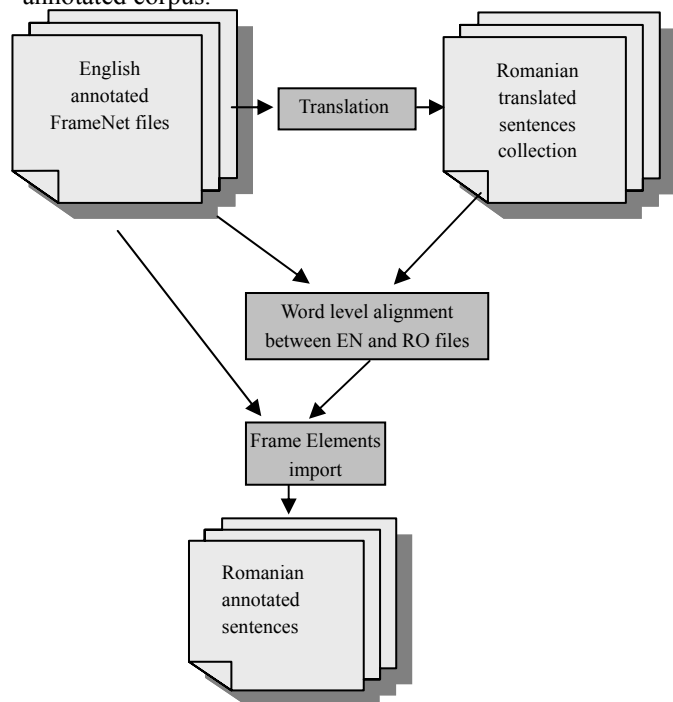 annotated corpus.
English
annotated
FrameNet files
Translation
Romanian
translated
sentences
collection
Word level alignment
between EN and RO files
Frame Elements
import
Romanian
annotated
sentences